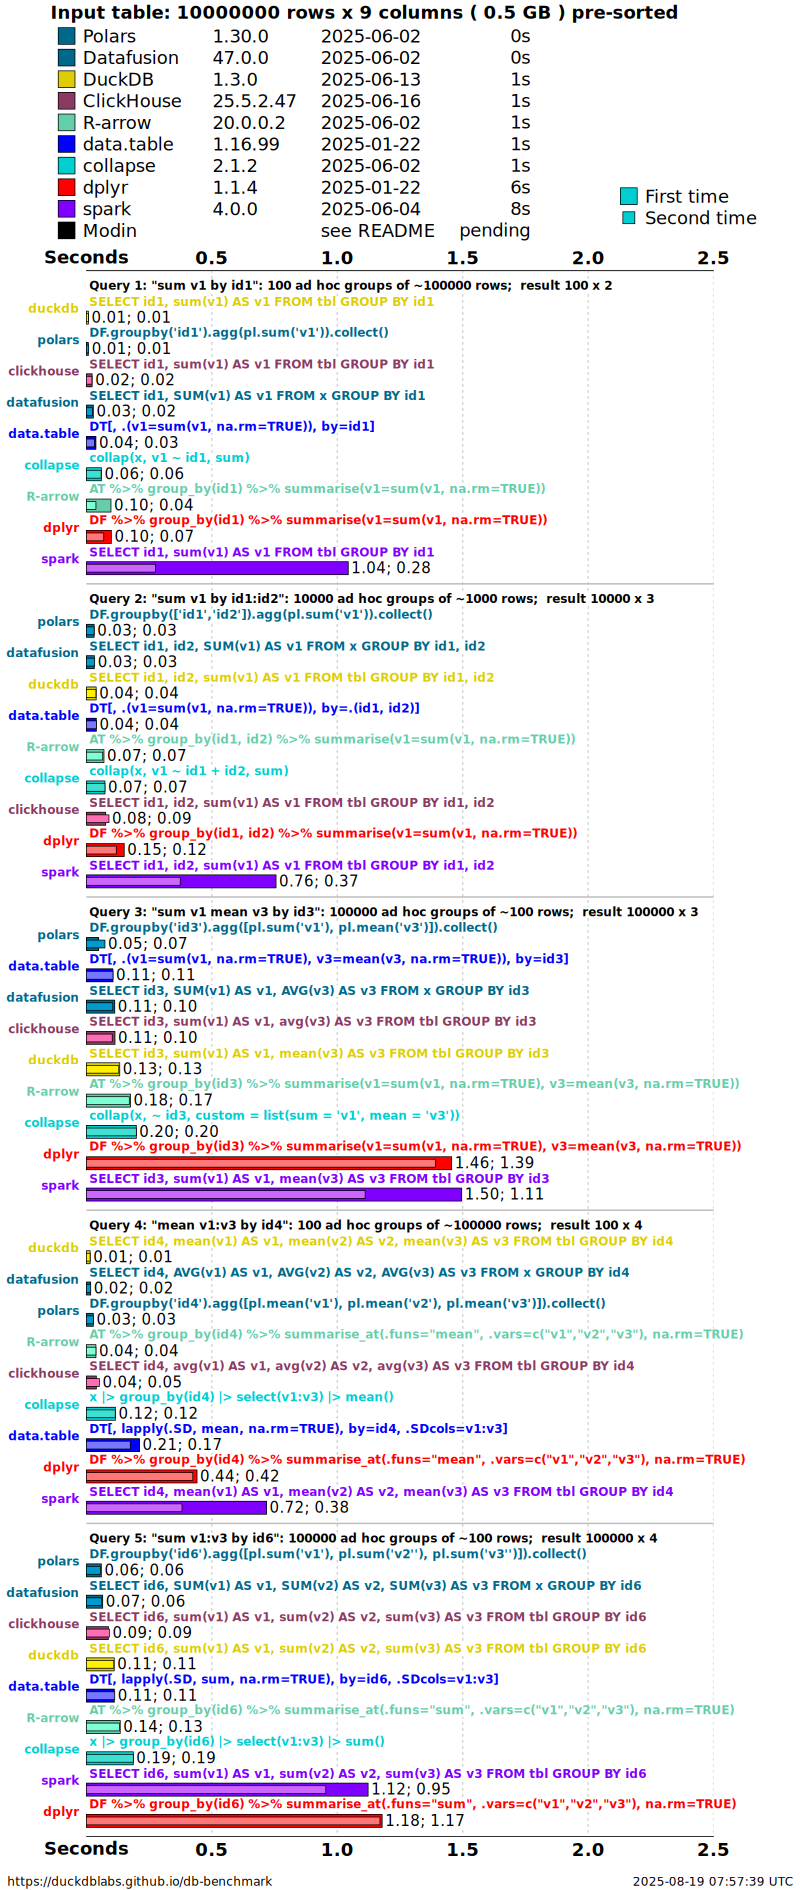 Input table: 10000000 rows x 9 columns ( 0.5 GB ) pre-sorted
Polars 1.30.0 2025-06-02 0s
Datafusion 47.0.0 2025-06-02 0s
DuckDB 1.3.0 2025-06-13 1s
ClickHouse 25.5.2.47 2025-06-16 1s
R-arrow 20.0.0.2 2025-06-02 1s
data.table 1.16.99 2025-01-22 1s
collapse 2.1.2 2025-06-02 1s
dplyr 1.1.4 2025-01-22 6s
spark 4.0.0 2025-06-04 8s
Modin see README pending
First time
Second time
Seconds 0.5 1.0 1.5 2.0 2.5
Query 1: "sum v1 by id1": 100 ad hoc groups of ~100000 rows; result 100 x 2
SELECT id1, sum(v1) AS v1 FROM tbl GROUP BY id1
duckdb 0.01; 0.01
DF.groupby('id1').agg(pl.sum('v1')).collect()
polars 0.01; 0.01
SELECT id1, sum(v1) AS v1 FROM tbl GROUP BY id1
clickhouse 0.02; 0.02
SELECT id1, SUM(v1) AS v1 FROM x GROUP BY id1
datafusion 0.03; 0.02
DT[, .(v1=sum(v1, na.rm=TRUE)), by=id1]
data.table 0.04; 0.03
collap(x, v1 ~ id1, sum)
collapse 0.06; 0.06
AT %>% group_by(id1) %>% summarise(v1=sum(v1, na.rm=TRUE))
R-arrow 0.10; 0.04
DF %>% group_by(id1) %>% summarise(v1=sum(v1, na.rm=TRUE))
dplyr 0.10; 0.07
SELECT id1, sum(v1) AS v1 FROM tbl GROUP BY id1
spark 1.04; 0.28
Query 2: "sum v1 by id1:id2": 10000 ad hoc groups of ~1000 rows; result 10000 x 3
DF.groupby(['id1','id2']).agg(pl.sum('v1')).collect()
polars 0.03; 0.03
SELECT id1, id2, SUM(v1) AS v1 FROM x GROUP BY id1, id2
datafusion 0.03; 0.03
SELECT id1, id2, sum(v1) AS v1 FROM tbl GROUP BY id1, id2
duckdb 0.04; 0.04
DT[, .(v1=sum(v1, na.rm=TRUE)), by=.(id1, id2)]
data.table 0.04; 0.04
AT %>% group_by(id1, id2) %>% summarise(v1=sum(v1, na.rm=TRUE))
R-arrow 0.07; 0.07
collap(x, v1 ~ id1 + id2, sum)
collapse 0.07; 0.07
SELECT id1, id2, sum(v1) AS v1 FROM tbl GROUP BY id1, id2
clickhouse 0.08; 0.09
DF %>% group_by(id1, id2) %>% summarise(v1=sum(v1, na.rm=TRUE))
dplyr 0.15; 0.12
SELECT id1, id2, sum(v1) AS v1 FROM tbl GROUP BY id1, id2
spark 0.76; 0.37
Query 3: "sum v1 mean v3 by id3": 100000 ad hoc groups of ~100 rows; result 100000 x 3
DF.groupby('id3').agg([pl.sum('v1'), pl.mean('v3')]).collect()
polars 0.05; 0.07
DT[, .(v1=sum(v1, na.rm=TRUE), v3=mean(v3, na.rm=TRUE)), by=id3]
data.table 0.11; 0.11
SELECT id3, SUM(v1) AS v1, AVG(v3) AS v3 FROM x GROUP BY id3
datafusion 0.11; 0.10
SELECT id3, sum(v1) AS v1, avg(v3) AS v3 FROM tbl GROUP BY id3
clickhouse 0.11; 0.10
SELECT id3, sum(v1) AS v1, mean(v3) AS v3 FROM tbl GROUP BY id3
duckdb 0.13; 0.13
AT %>% group_by(id3) %>% summarise(v1=sum(v1, na.rm=TRUE), v3=mean(v3, na.rm=TRUE))
R-arrow 0.18; 0.17
collap(x, ~ id3, custom = list(sum = 'v1', mean = 'v3'))
collapse 0.20; 0.20
DF %>% group_by(id3) %>% summarise(v1=sum(v1, na.rm=TRUE), v3=mean(v3, na.rm=TRUE))
dplyr 1.46; 1.39
SELECT id3, sum(v1) AS v1, mean(v3) AS v3 FROM tbl GROUP BY id3
spark 1.50; 1.11
Query 4: "mean v1:v3 by id4": 100 ad hoc groups of ~100000 rows; result 100 x 4
SELECT id4, mean(v1) AS v1, mean(v2) AS v2, mean(v3) AS v3 FROM tbl GROUP BY id4
duckdb 0.01; 0.01
SELECT id4, AVG(v1) AS v1, AVG(v2) AS v2, AVG(v3) AS v3 FROM x GROUP BY id4
datafusion 0.02; 0.02
DF.groupby('id4').agg([pl.mean('v1'), pl.mean('v2'), pl.mean('v3')]).collect()
polars 0.03; 0.03
AT %>% group_by(id4) %>% summarise_at(.funs="mean", .vars=c("v1","v2","v3"), na.rm=TRUE)
R-arrow 0.04; 0.04
SELECT id4, avg(v1) AS v1, avg(v2) AS v2, avg(v3) AS v3 FROM tbl GROUP BY id4
clickhouse 0.04; 0.05
x |> group_by(id4) |> select(v1:v3) |> mean()
collapse 0.12; 0.12
DT[, lapply(.SD, mean, na.rm=TRUE), by=id4, .SDcols=v1:v3]
data.table 0.21; 0.17
DF %>% group_by(id4) %>% summarise_at(.funs="mean", .vars=c("v1","v2","v3"), na.rm=TRUE)
dplyr 0.44; 0.42
SELECT id4, mean(v1) AS v1, mean(v2) AS v2, mean(v3) AS v3 FROM tbl GROUP BY id4
spark 0.72; 0.38
Query 5: "sum v1:v3 by id6": 100000 ad hoc groups of ~100 rows; result 100000 x 4
DF.groupby('id6').agg([pl.sum('v1'), pl.sum('v2''), pl.sum('v3'')]).collect()
polars 0.06; 0.06
SELECT id6, SUM(v1) AS v1, SUM(v2) AS v2, SUM(v3) AS v3 FROM x GROUP BY id6
datafusion 0.07; 0.06
SELECT id6, sum(v1) AS v1, sum(v2) AS v2, sum(v3) AS v3 FROM tbl GROUP BY id6
clickhouse 0.09; 0.09
SELECT id6, sum(v1) AS v1, sum(v2) AS v2, sum(v3) AS v3 FROM tbl GROUP BY id6
duckdb 0.11; 0.11
DT[, lapply(.SD, sum, na.rm=TRUE), by=id6, .SDcols=v1:v3]
data.table 0.11; 0.11
AT %>% group_by(id6) %>% summarise_at(.funs="sum", .vars=c("v1","v2","v3"), na.rm=TRUE)
R-arrow 0.14; 0.13
x |> group_by(id6) |> select(v1:v3) |> sum()
collapse 0.19; 0.19
SELECT id6, sum(v1) AS v1, sum(v2) AS v2, sum(v3) AS v3 FROM tbl GROUP BY id6
spark 1.12; 0.95
DF %>% group_by(id6) %>% summarise_at(.funs="sum", .vars=c("v1","v2","v3"), na.rm=TRUE)
dplyr 1.18; 1.17
Seconds 0.5 1.0 1.5 2.0 2.5
https://duckdblabs.github.io/db-benchmark 2025-08-19 07:57:39 UTC